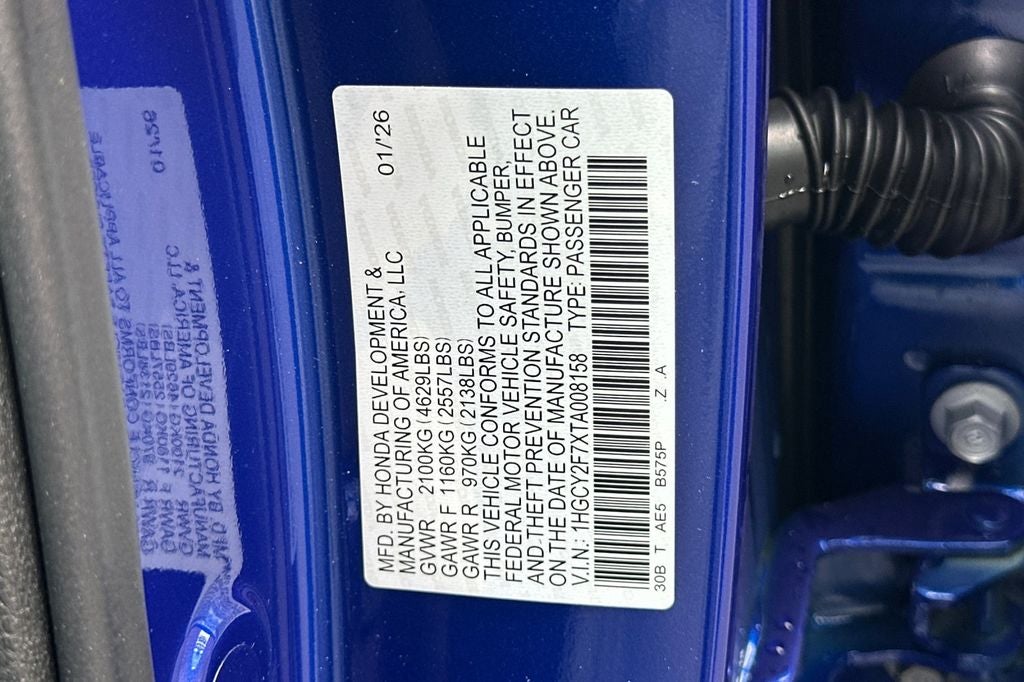 MFD. BY HONDA DEVELOPMENT &
MANUFACTURING OF AMERICA, LLC 01/'26
GVWR 2100KG (4629LBS)
GAWR F 1160KG (2557LBS)
GAWR R 970KG (2138LBS)
THIS VEHICLE CONFORMS TO ALL APPLICABLE
FEDERAL MOTOR VEHICLE SAFETY, BUMPER,
AND THEFT PREVENTION STANDARDS IN EFFECT
ON THE DATE OF MANUFACTURE SHOWN ABOVE.
V.I.N.: 1HGCY2F7XTA008158 TYPE: PASSENGER CAR
30B T AE5 B575P .Z .A